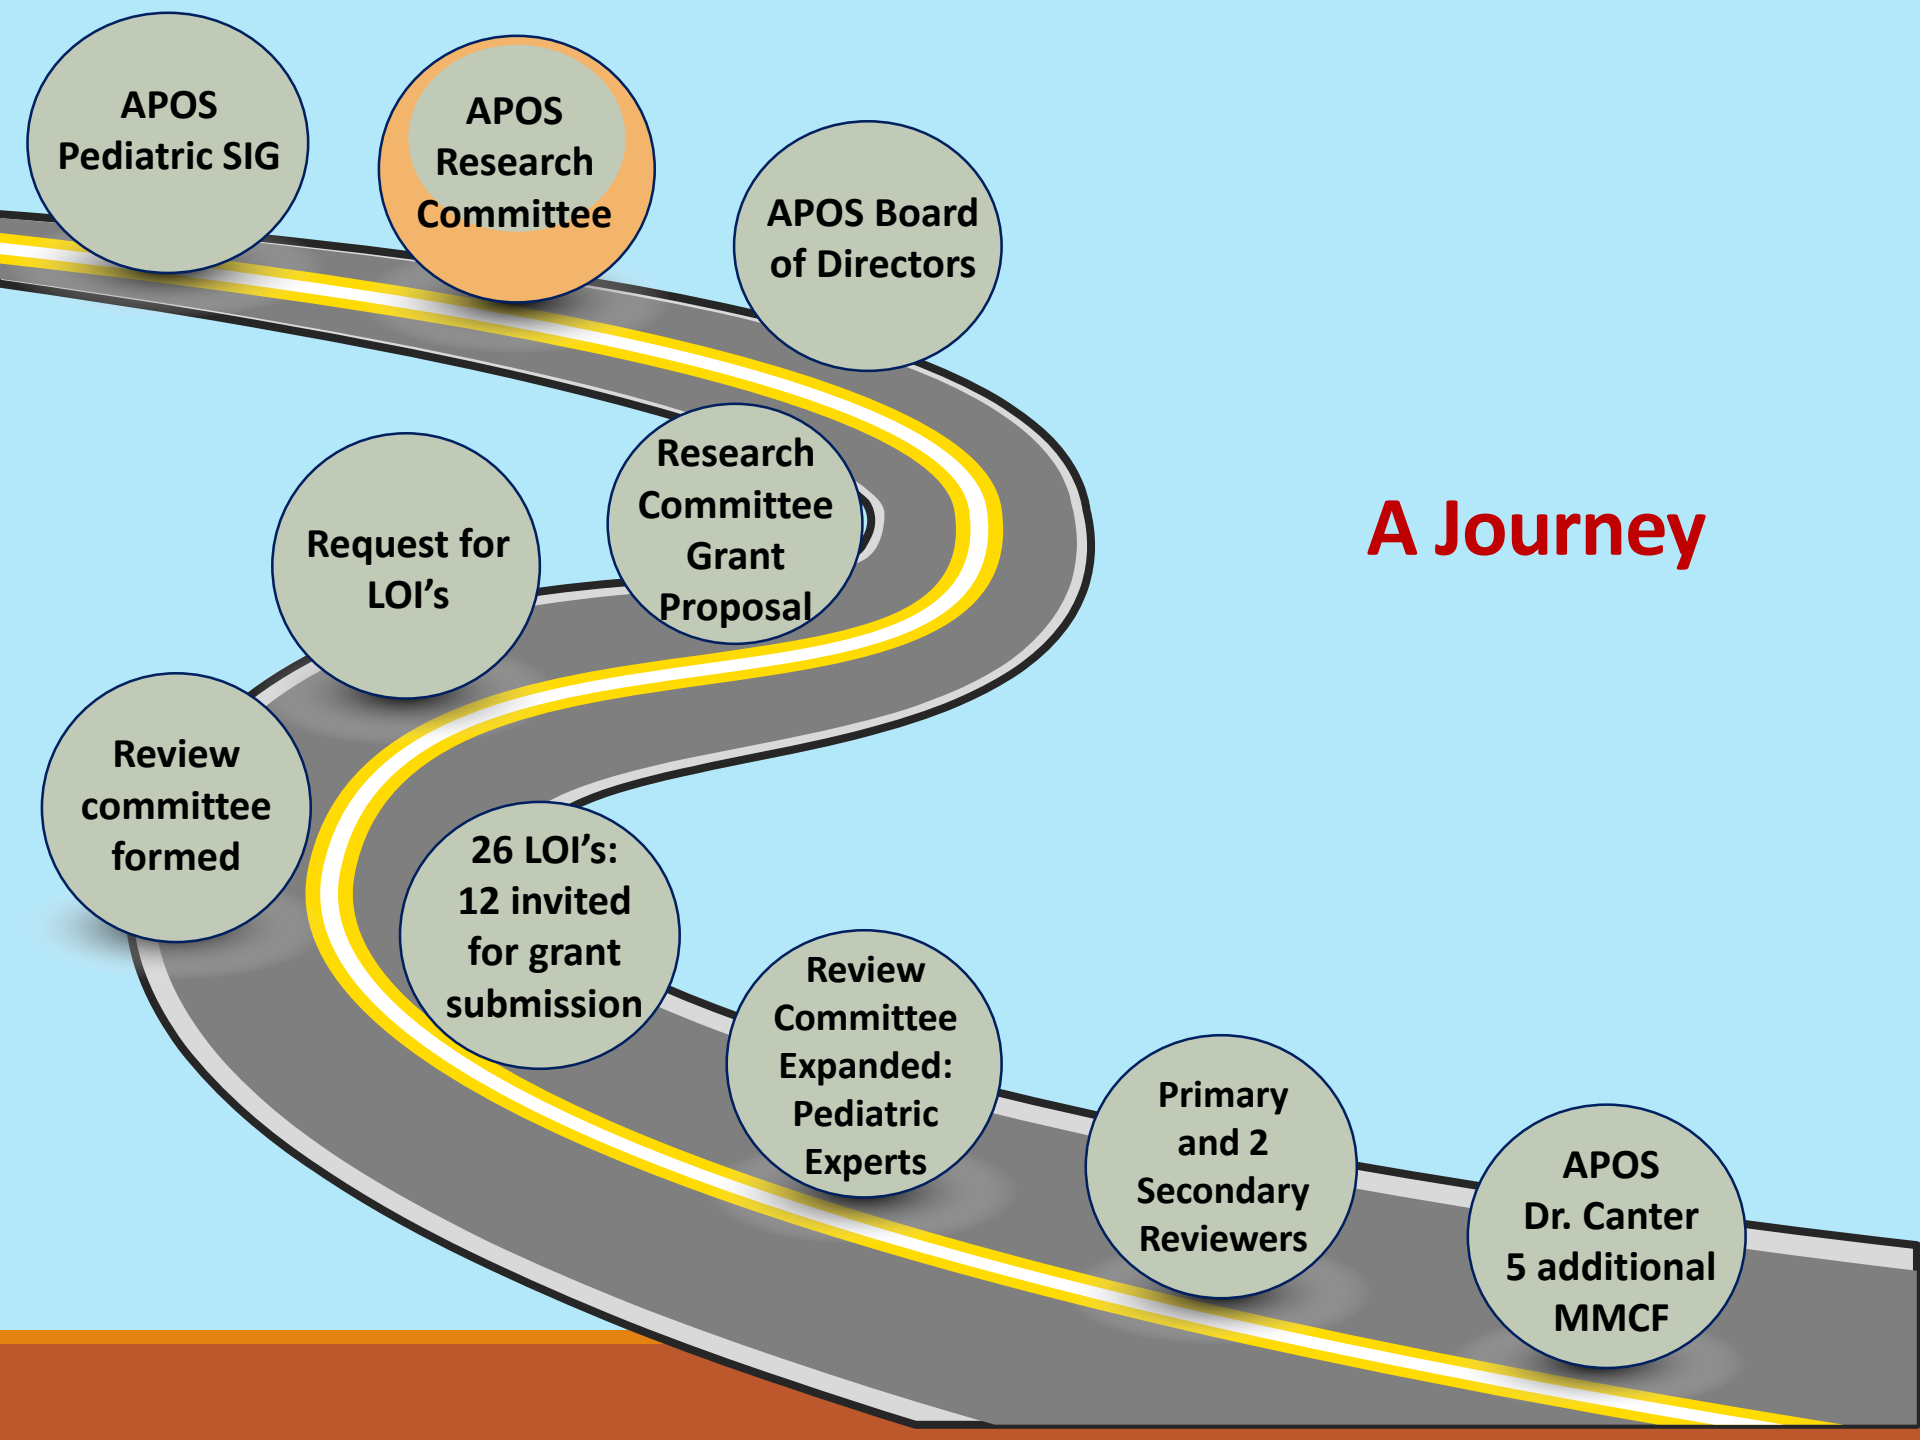 APOS
Pediatric SIG
APOS
Research
Committee
APOS Board
of Directors
Research
Committee
Grant
Proposal
Request for
LOI’s
A Journey
Review
committee
formed
26 LOI’s:
12 invited
for grant
submission
Review
Committee
Expanded:
Pediatric
Experts
Primary
and 2
Secondary
Reviewers
APOS
Dr. Canter
5 additional
MMCF